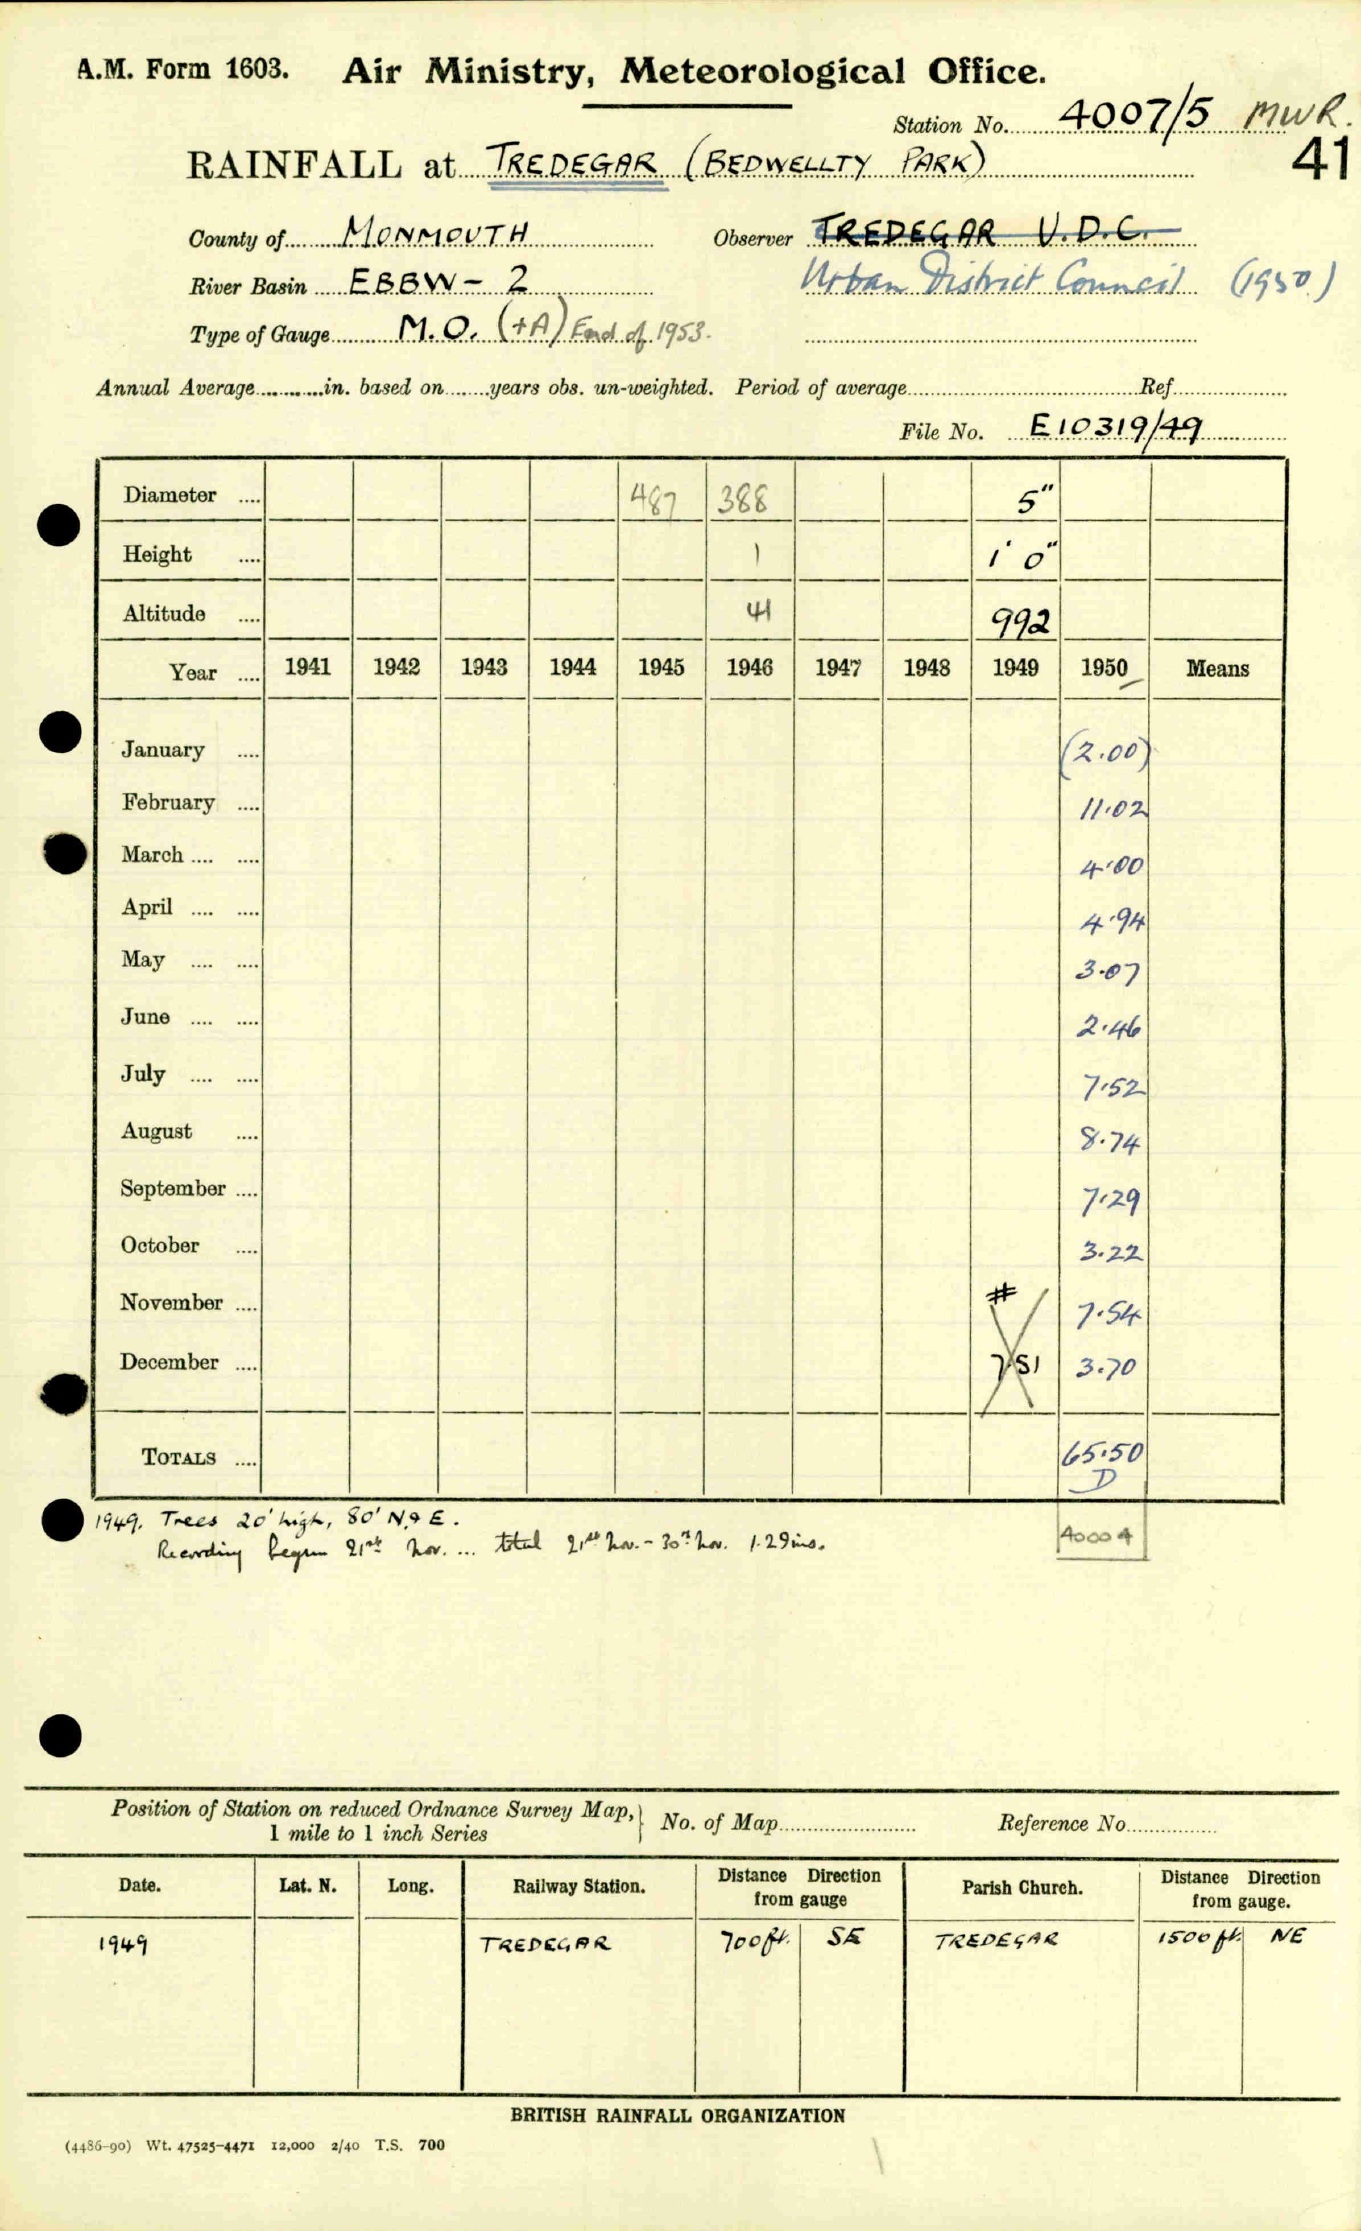 A.M. Form 1603. Air Ministry, Meteorological Office.
Station No. 4007/5 MWR.
41
RAINFALL at TREDEGAR (BEDWELLTY PARK)
County of MONMOUTH Observer TREDEGAR U.D.C.
River Basin EBBW - 2 Urban District Council (1950)
Type of Gauge M.O. (+A) End of 1953.
Annual Average in. based on years obs. un-weighted. Period of average Ref
File No. E10319/49
Diameter .... 487 388 5"
Height .... 1 1' 0"
Altitude .... 41 992
Year .... 1941 1942 1943 1944 1945 1946 1947 1948 1949 1950 Means
January .... (2.00)
February .... 11.02
March .... .... 4.00
April .... .... 4.94
May .... .... 3.07
June .... .... 2.46
July .... .... 7.52
August .... 8.74
September .... 7.29
October .... 3.22
November .... # 7.54
December .... 7.51 3.70
TOTALS .... 65.50
D
1949. Trees 20' high, 80' N. & E.
Recording began 21st Nov. ... total 21st Nov. - 30th Nov. 1.29 ins.
40004
Position of Station on reduced Ordnance Survey Map, 1 mile to 1 inch Series } No. of Map Reference No.
Date. Lat. N. Long. Railway Station. Distance Direction from gauge Parish Church. Distance Direction from gauge.
1949 TREDEGAR 700 ft. SE TREDEGAR 1500 ft. NE
BRITISH RAINFALL ORGANIZATION
(4486-90) Wt. 47525-4471 12,000 2/40 T.S. 700